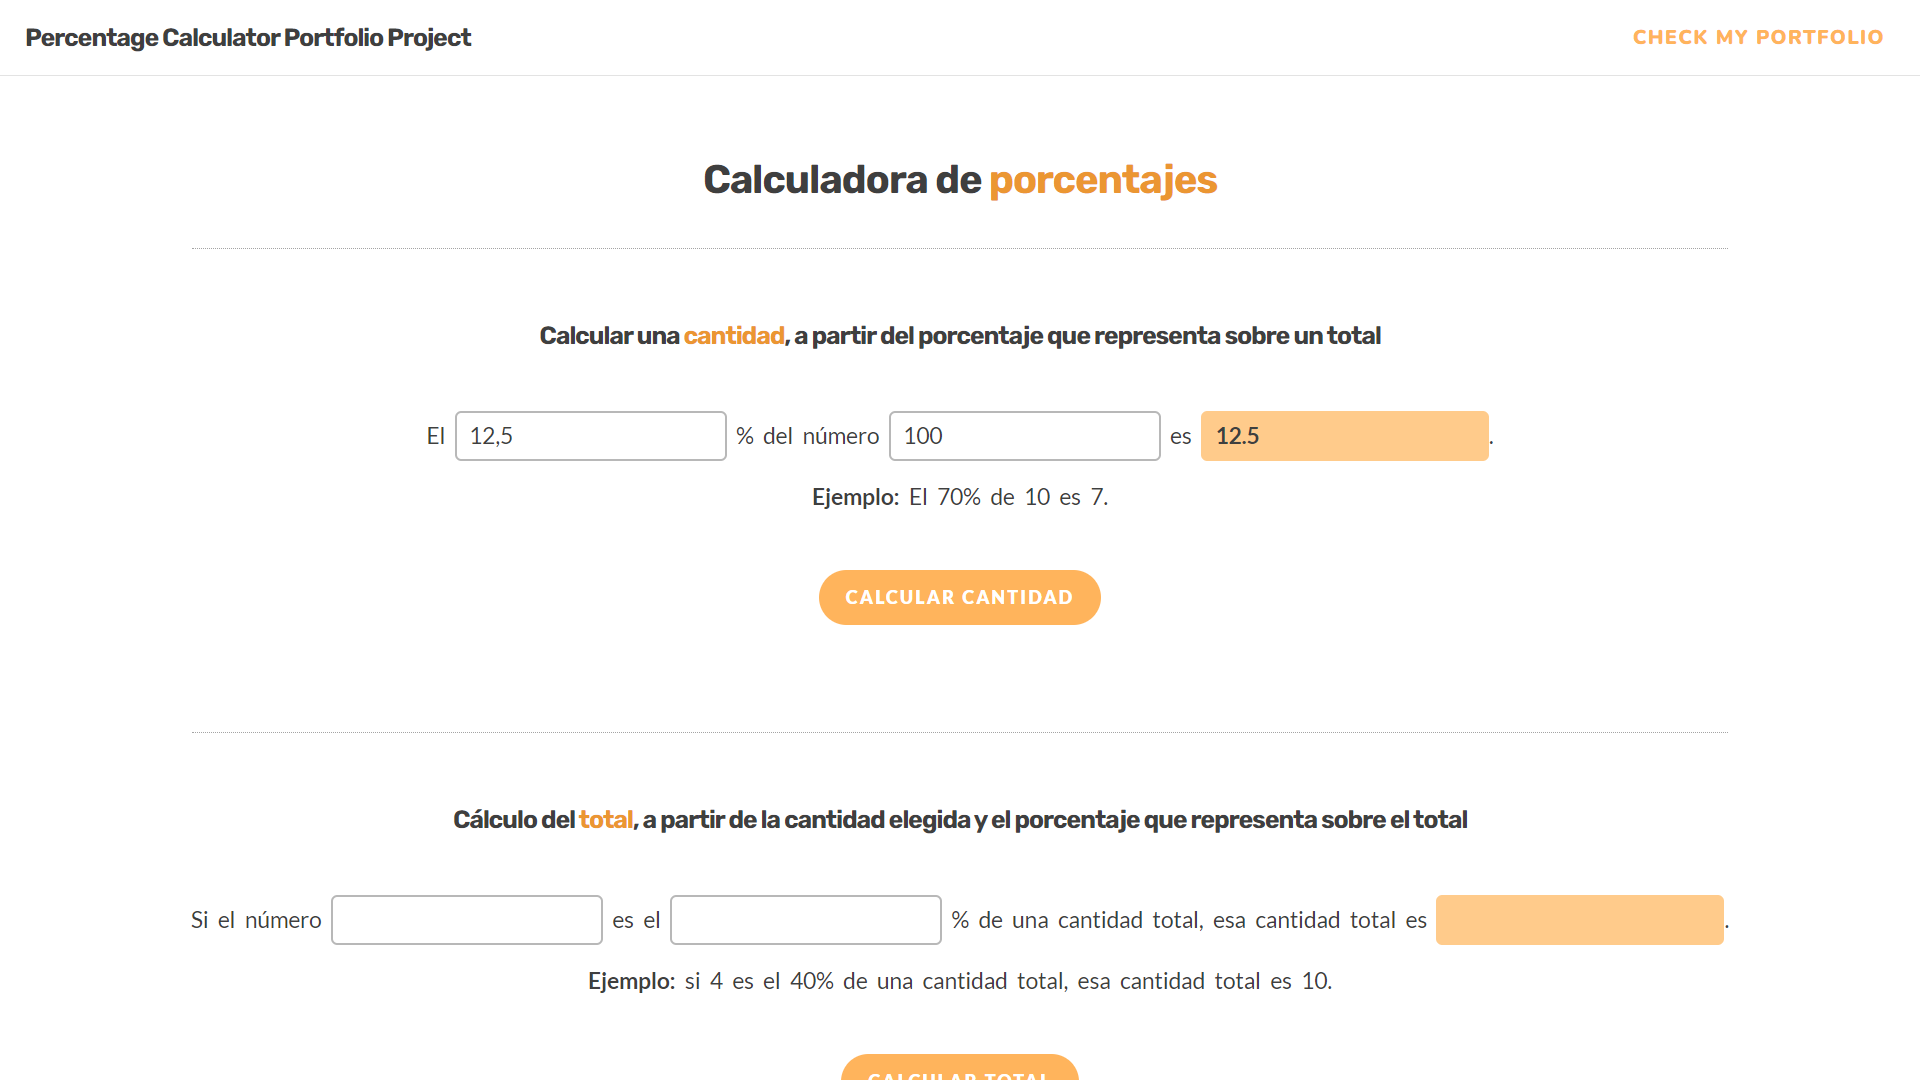 Percentage Calculator Portfolio Project
CHECK MY PORTFOLIO
Calculadora de porcentajes
Calcular una cantidad, a partir del porcentaje que representa sobre un total
El 12,5 % del número 100 es 12.5.
Ejemplo: El 70% de 10 es 7.
CALCULAR CANTIDAD
Cálculo del total, a partir de la cantidad elegida y el porcentaje que representa sobre el total
Si el número es el % de una cantidad total, esa cantidad total es .
Ejemplo: si 4 es el 40% de una cantidad total, esa cantidad total es 10.
CALCULAR TOTAL